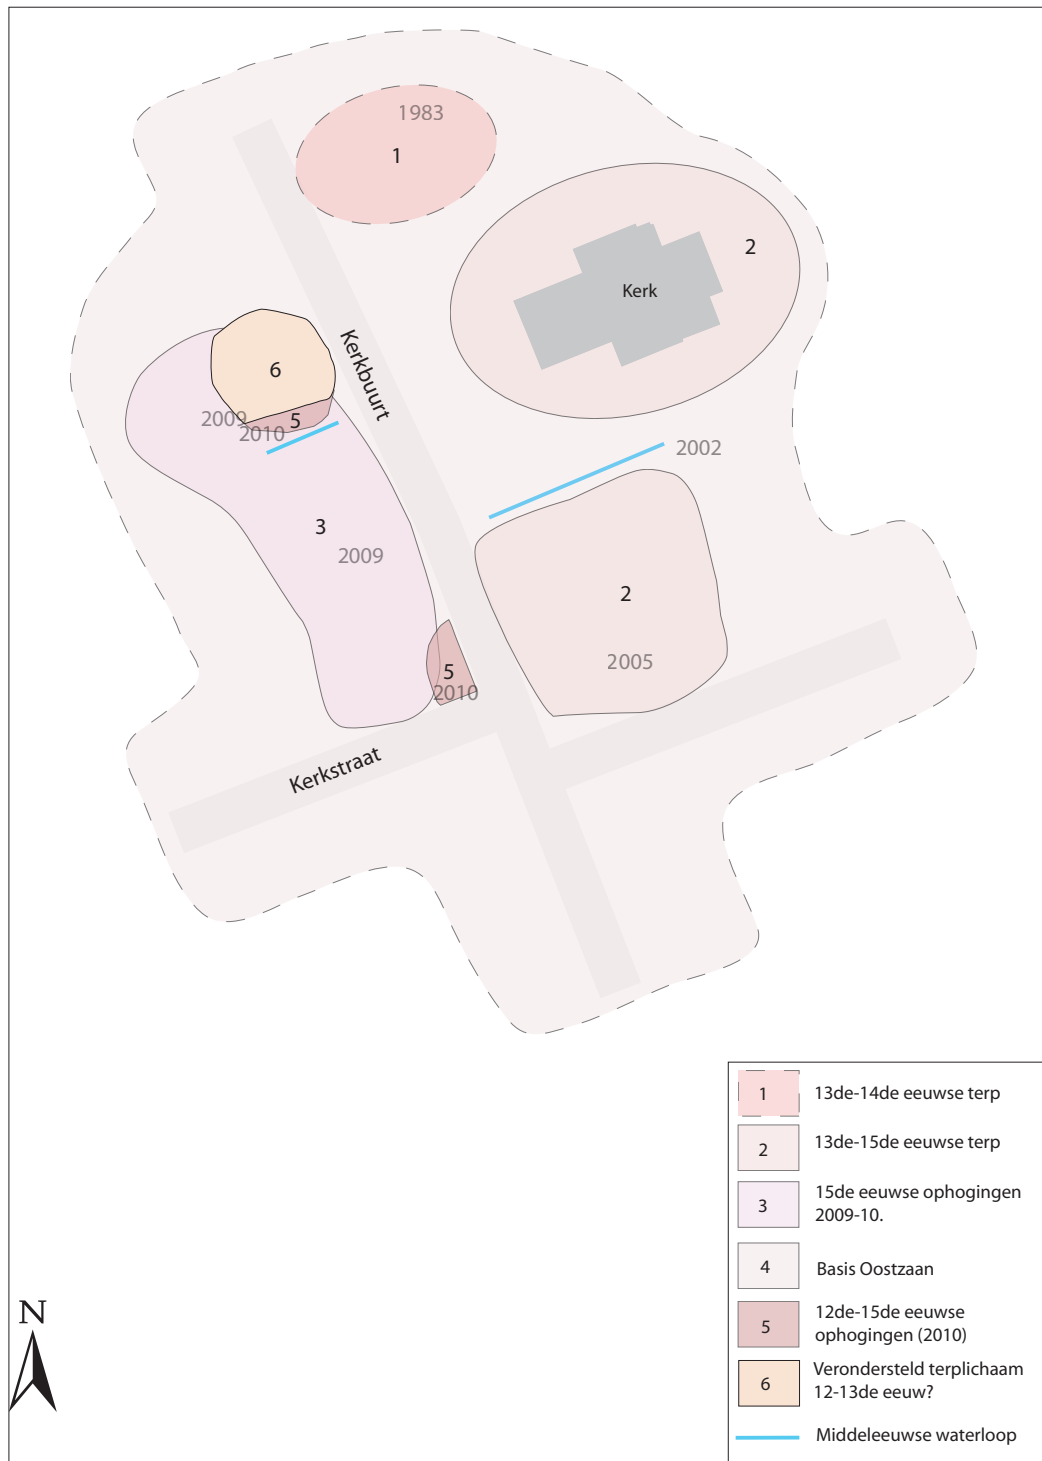 1983
1
2
Kerk
Kerkbuurt
6
2009
5
2010
2002
3
2009
2
2005
5
2010
Kerkstraat
1 13de-14de eeuwse terp
2 13de-15de eeuwse terp
3 15de eeuwse ophogingen
2009-10.
4 Basis Oostzaan
5 12de-15de eeuwse
ophogingen (2010)
6 Verondersteld terplichaam
12-13de eeuw?
Middeleeuwse waterloop
N